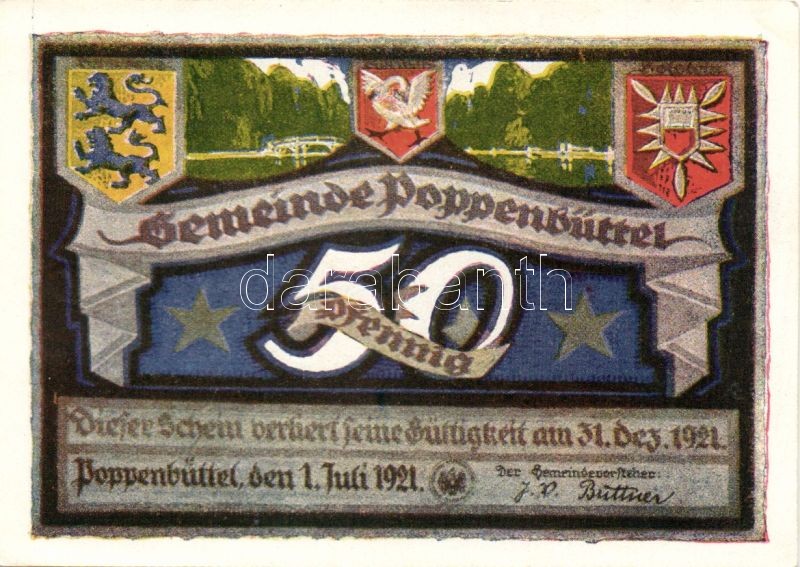 Gemeinde Poppenbüttel
50
Pfennig
darabanth
Dieser Schein verliert seine Gültigkeit am 31. Dez. 1921.
Poppenbüttel, den 1. Juli 1921.
Der Gemeindevorsteher:
J. V. Büttner